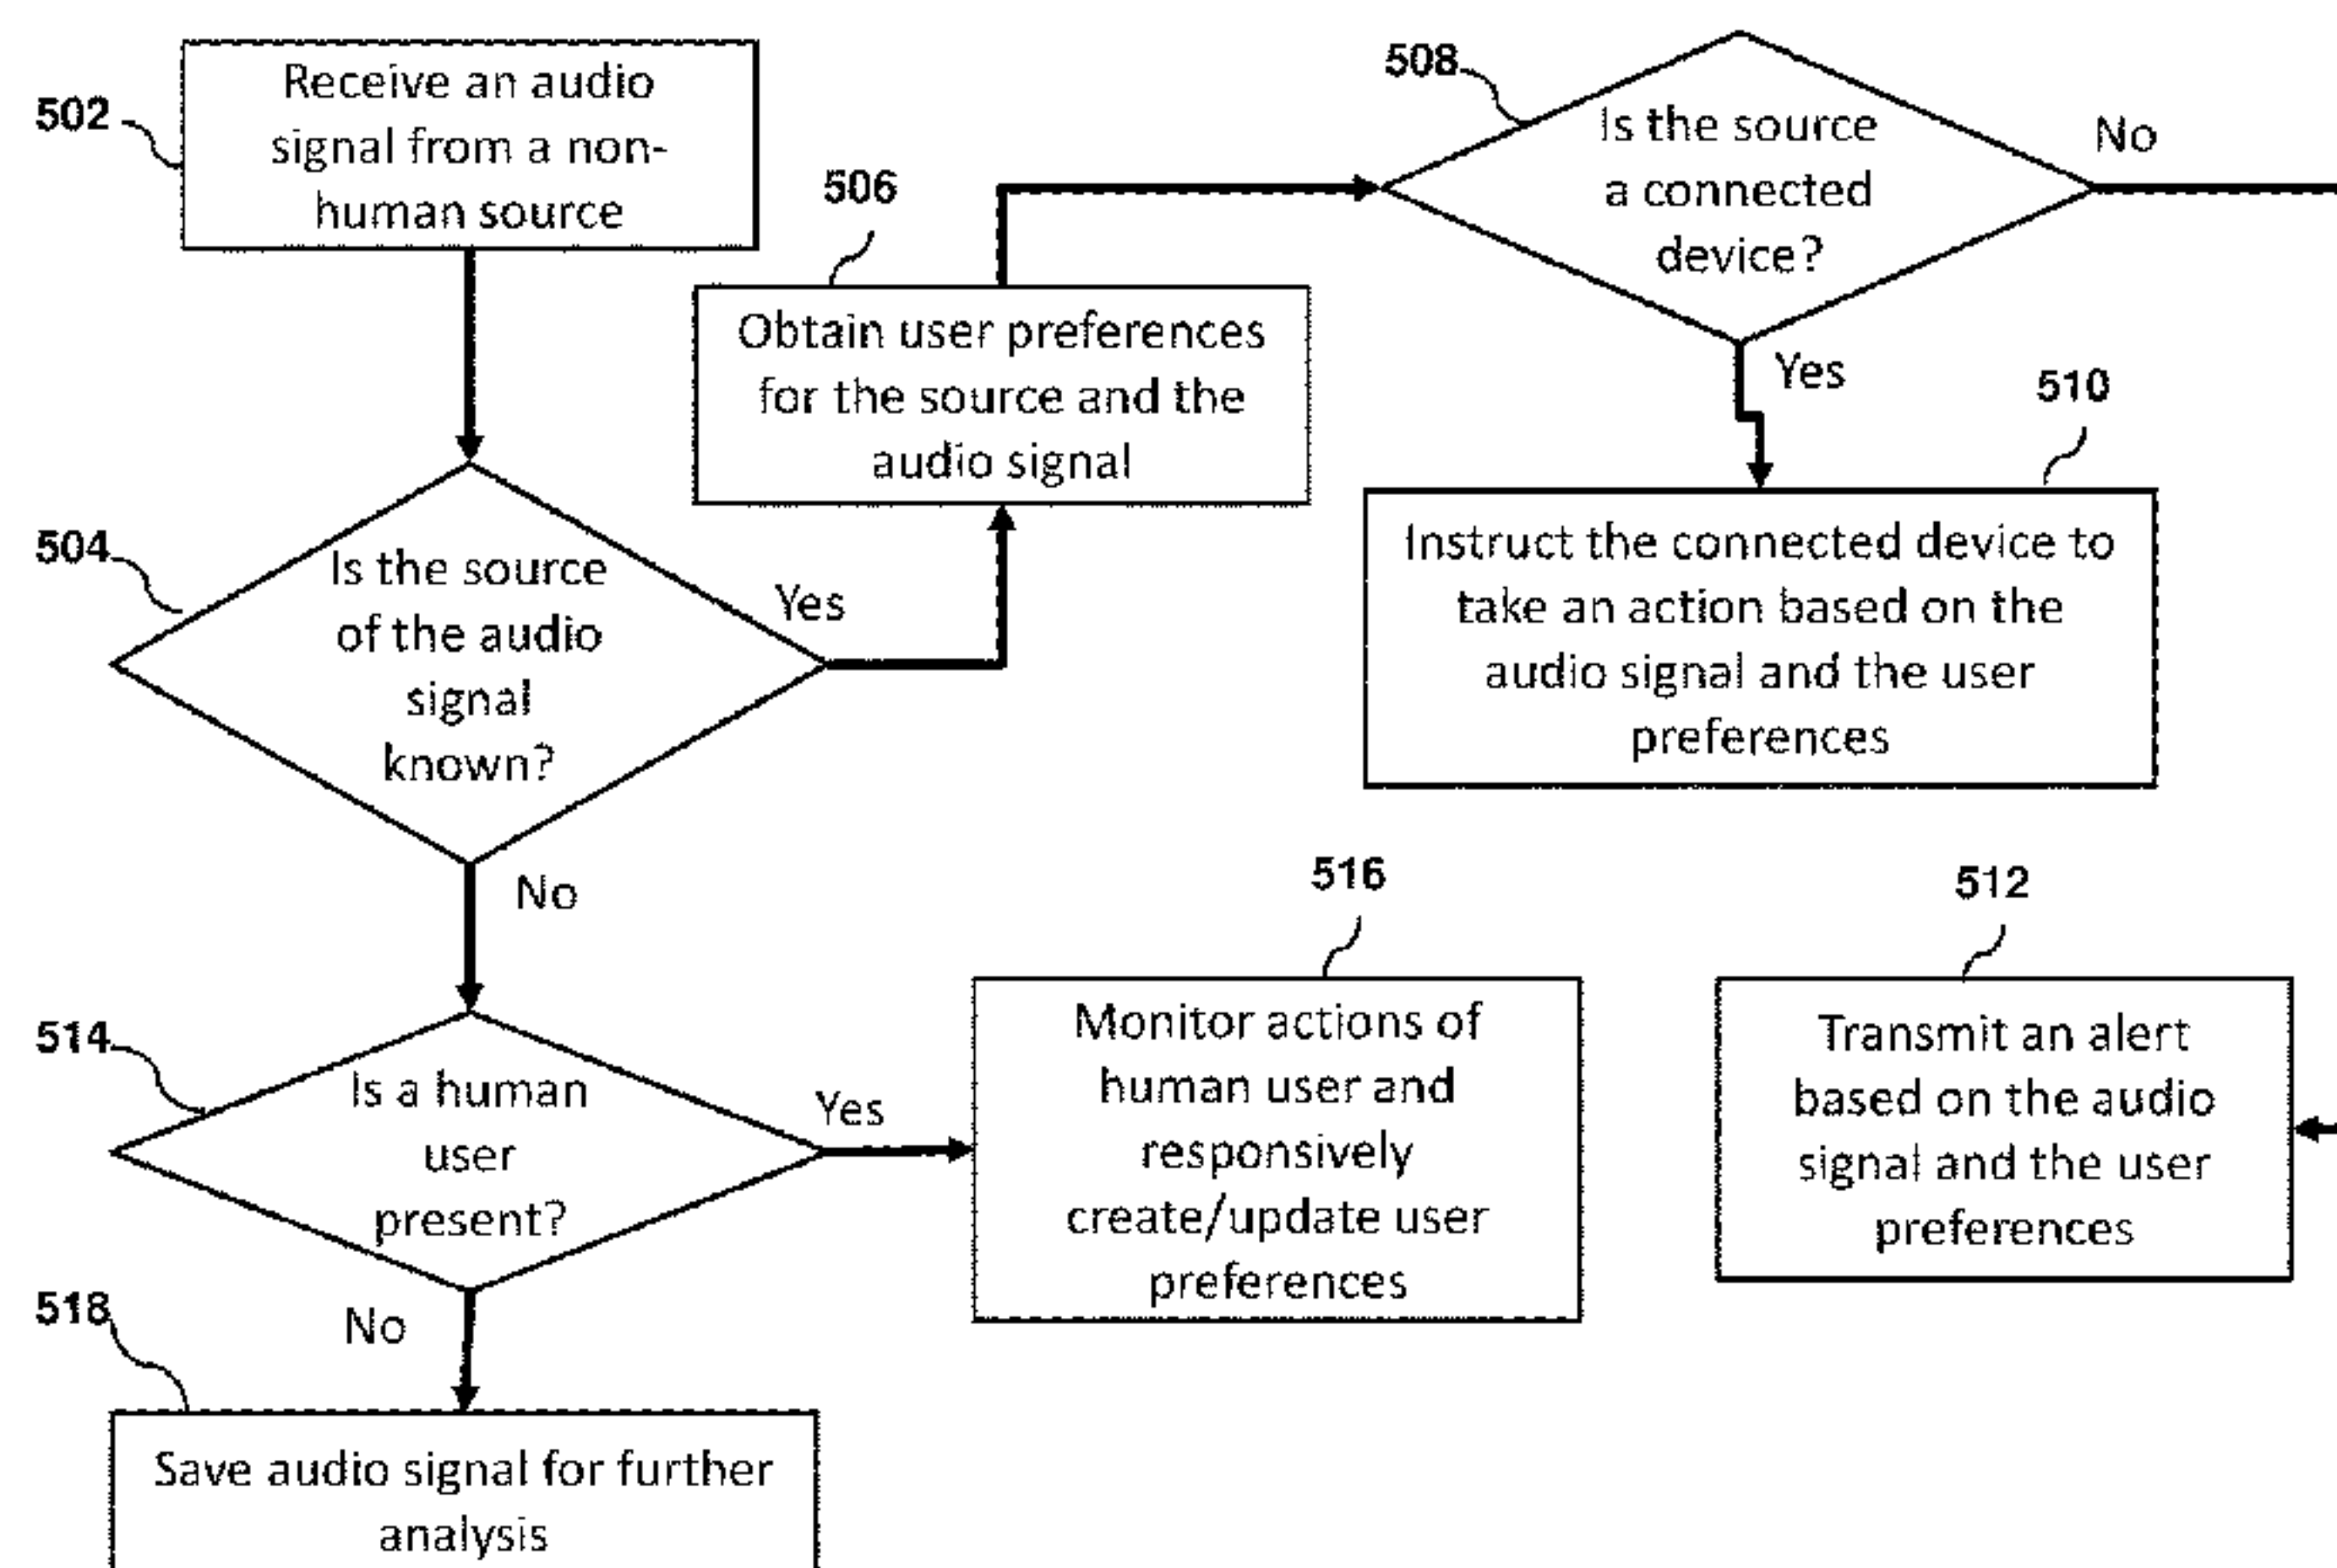 502
Receive an audio
signal from a non-
human source
504
Is the source
of the audio
signal
known?
Yes
No
506
Obtain user preferences
for the source and the
audio signal
508
Is the source
a connected
device?
No
Yes
510
Instruct the connected device to
take an action based on the
audio signal and the user
preferences
512
Transmit an alert
based on the audio
signal and the user
preferences
514
Is a human
user
present?
Yes
No
516
Monitor actions of
human user and
responsively
create/update user
preferences
518
Save audio signal for further
analysis